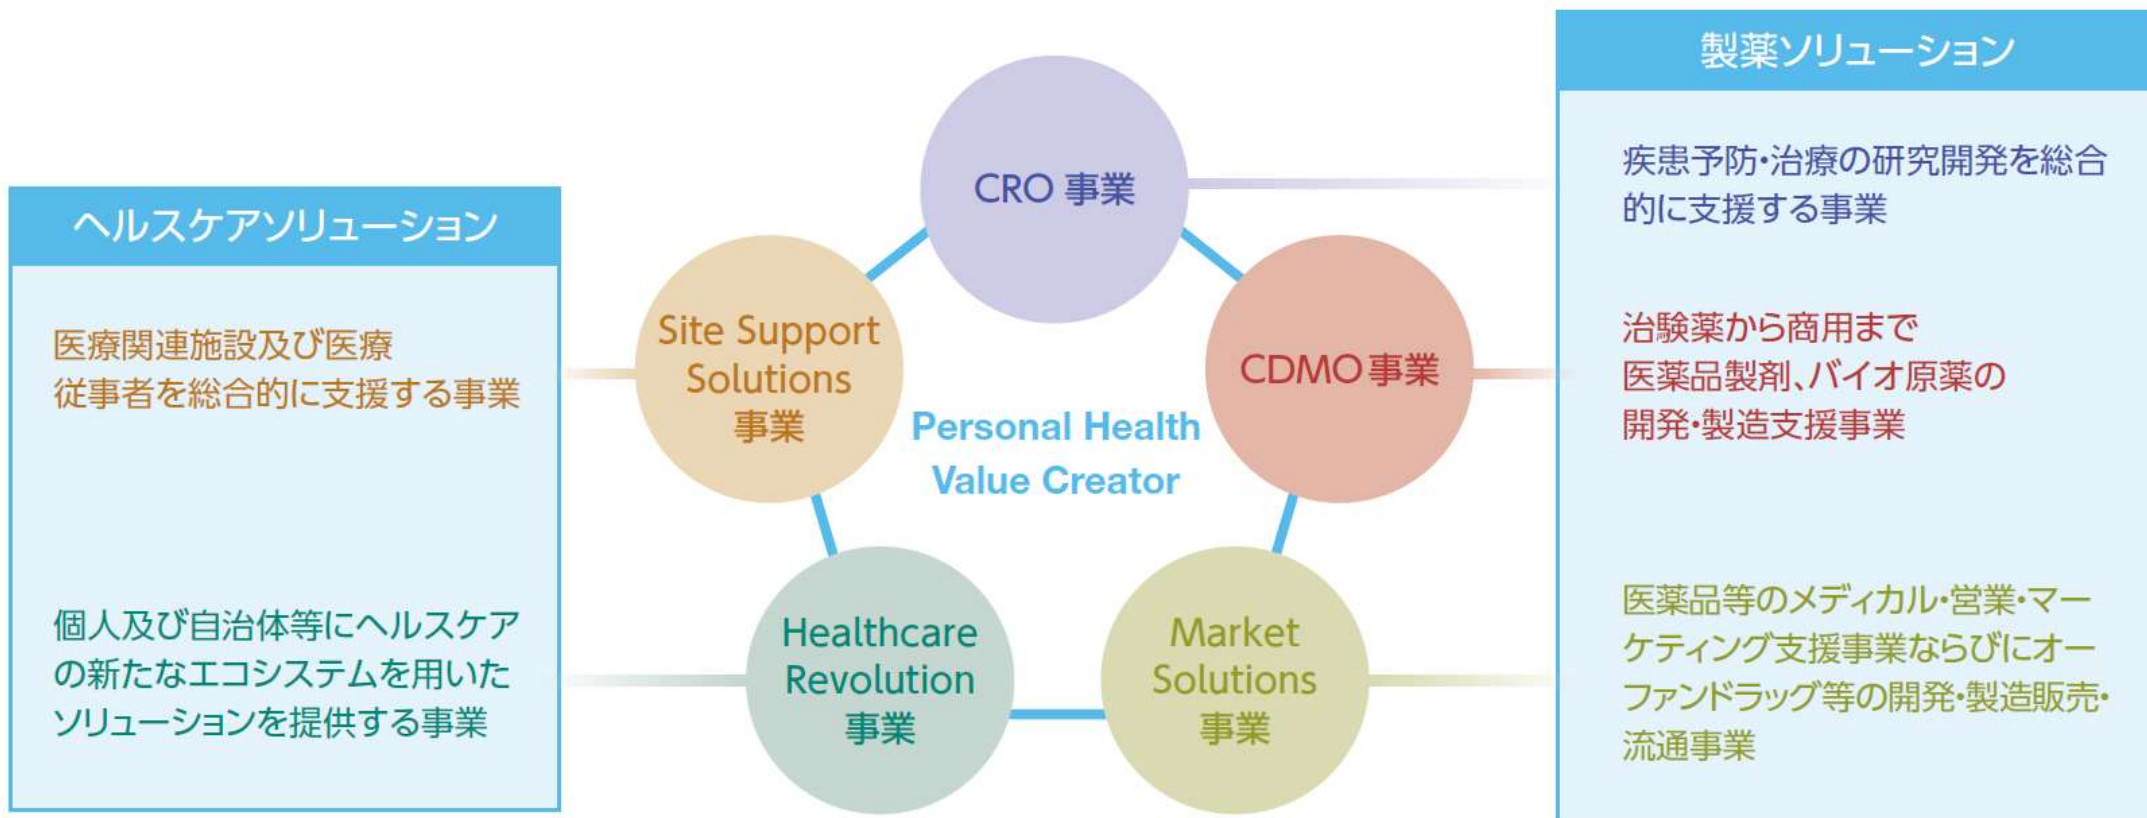 ヘルスケアソリューション
医療関連施設及び医療
従事者を総合的に支援する事業
個人及び自治体等にヘルスケア
の新たなエコシステムを用いた
ソリューションを提供する事業
CRO 事業
Site Support
Solutions
事業
CDMO 事業
Personal Health
Value Creator
Healthcare
Revolution
事業
Market
Solutions
事業
製薬ソリューション
疾患予防・治療の研究開発を総合
的に支援する事業
治験薬から商用まで
医薬品製剤、バイオ原薬の
開発・製造支援事業
医薬品等のメディカル・営業・マー
ケティング支援事業ならびにオー
ファンドラッグ等の開発・製造販売・
流通事業